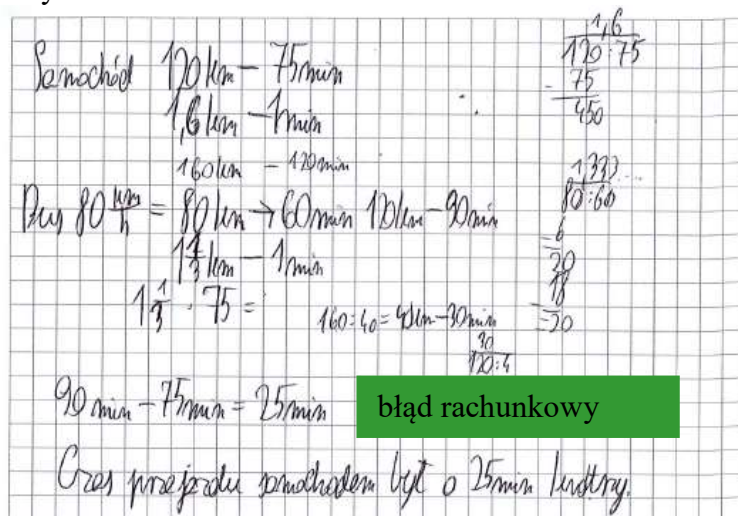 Samochód 120 km – 75 min
1,6 km – 1 min
160 km – 120 min
1,6
120:75
- 75
450
Bus 80 km/h = 80 km → 60 min 120 km – 90 min
1 1/3 km – 1 min
1 1/3 · 75 =
1,333...
80:60
- 6
20
18
- 20
160:40 = 40 km – 30 min
30
120:4
90 min – 75 min = 25 min
błąd rachunkowy
Czas przejazdu samochodem był o 25 min krótszy.